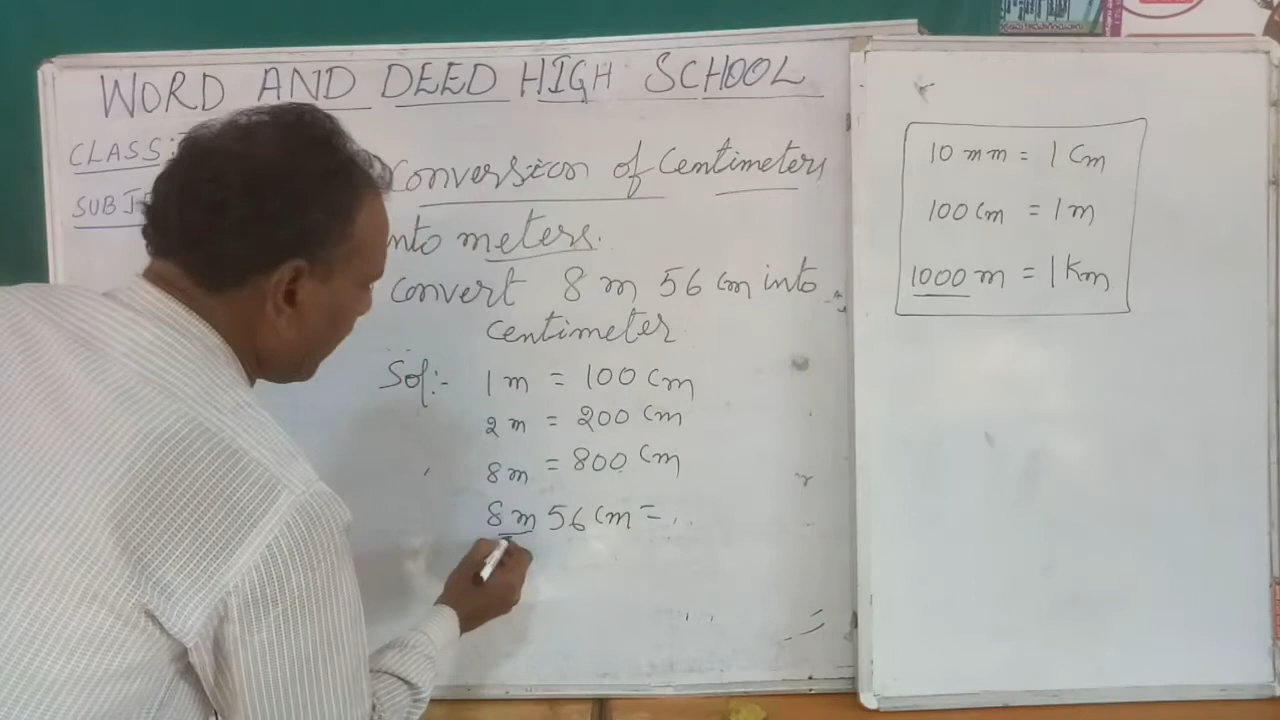 WORD AND DEED HIGH SCHOOL
CLASS:
SUBJE
Conversion of Centimeters
into meters.
Convert 8 m 56 cm into
centimeter
Sol:- 1 m = 100 cm
2 m = 200 cm
8 m = 800 cm
8 m 56 cm = ..
10 mm = 1 cm
100 cm = 1 m
1000 m = 1 Km